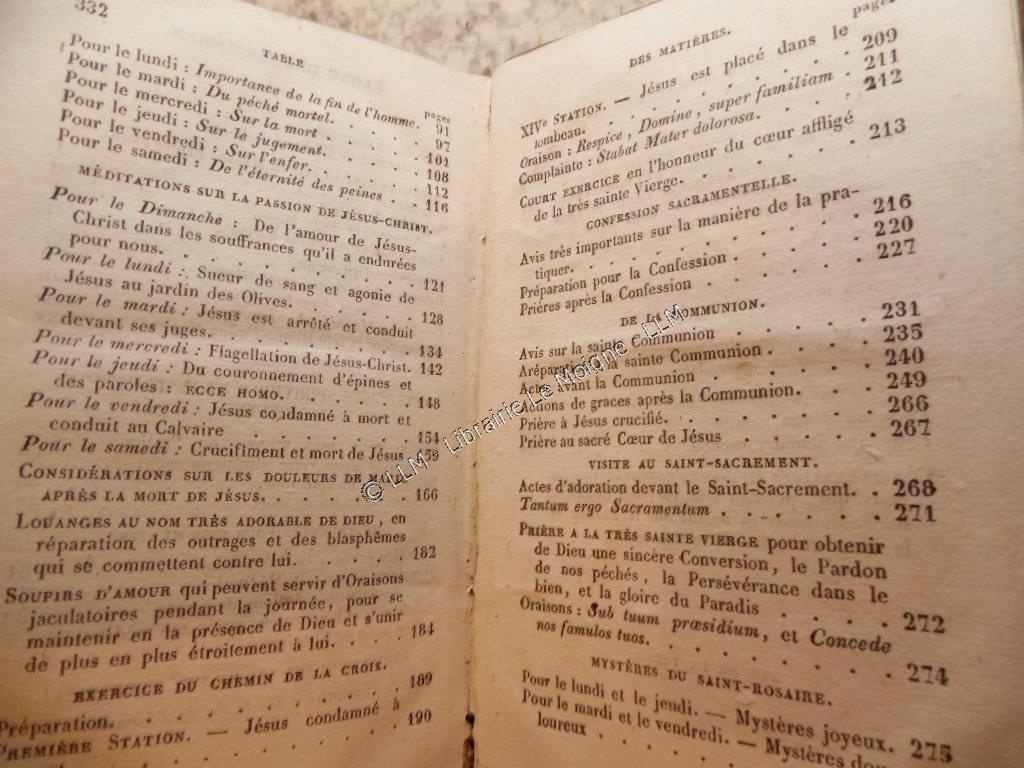 332
TABLE
pages
Pour le lundi : Importance de la fin de l'homme. 91
Pour le mardi : Du péché mortel. 97
Pour le mercredi : Sur la mort . 101
Pour le jeudi : Sur le jugement. 108
Pour le vendredi : Sur l'enfer. 112
Pour le samedi : De l'éternité des peines . 116
MÉDITATIONS SUR LA PASSION DE JÉSUS-CHRIST.
Pour le Dimanche : De l'amour de Jésus-
Christ dans les souffrances qu'il a endurées
pour nous. 121
Pour le lundi : Sueur de sang et agonie de
Jésus au jardin des Olives. 128
Pour le mardi : Jésus est arrêté et conduit
devant ses juges. 134
Pour le mercredi : Flagellation de Jésus-Christ. 142
Pour le jeudi : Du couronnement d'épines et
des paroles : ECCE HOMO. 148
Pour le vendredi : Jésus condamné à mort et
conduit au Calvaire . 154
Pour le samedi : Crucifiment et mort de Jésus. 159
CONSIDÉRATIONS SUR LES DOULEURS DE
APRÈS LA MORT DE JÉSUS. 166
LOUANGES AU NOM TRÈS ADORABLE DE DIEU, en
réparation des outrages et des blasphêmes
qui se commettent contre lui. 182
SOUPIRS D'AMOUR qui peuvent servir d'Oraisons
jaculatoires pendant la journée, pour se
maintenir en la présence de Dieu et s'unir
de plus en plus étroitement à lui. 184
EXERCICE DU CHEMIN DE LA CROIX.
Préparation. 189
PREMIÈRE STATION. — Jésus condamné à 190
DES MATIÈRES.
pages
XIVe STATION. — Jésus est placé dans le
tombeau. 209
Oraison : Respice, Domine, super familiam . 211
Complainte : Stabat Mater dolorosa. 212
COURT EXERCICE en l'honneur du cœur affligé
de la très sainte Vierge. 213
CONFESSION SACRAMENTELLE.
Avis très importants sur la manière de la pra-
tiquer. 216
Préparation pour la Confession . 220
Prières après la Confession . 227
DE LA COMMUNION.
Avis sur la sainte Communion . 231
Aréparation à la sainte Communion . 235
Actes avant la Communion . 240
Actions de graces après la Communion. 249
Prière à Jésus crucifié. 266
Prière au sacré Cœur de Jésus . 267
VISITE AU SAINT-SACREMENT.
Actes d'adoration devant le Saint-Sacrement. 268
Tantum ergo Sacramentum . 271
PRIÈRE A LA TRÈS SAINTE VIERGE pour obtenir
de Dieu une sincère Conversion, le Pardon
de nos péchés, la Persévérance dans le
bien, et la gloire du Paradis . 272
Oraisons : Sub tuum præsidium, et Concede
nos famulos tuos. 274
MYSTÈRES DU SAINT-ROSAIRE.
Pour le lundi et le jeudi. — Mystères joyeux. 275
Pour le mardi et le vendredi. — Mystères dou-
loureux
© LLM - Librairie Le Moigne - LLM